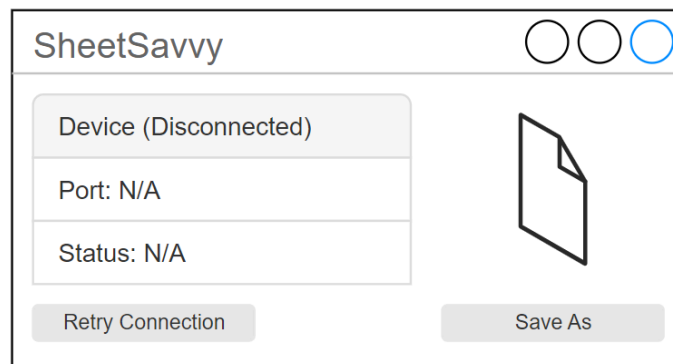 SheetSavvy
Device (Disconnected)
Port: N/A
Status: N/A
Retry Connection
Save As